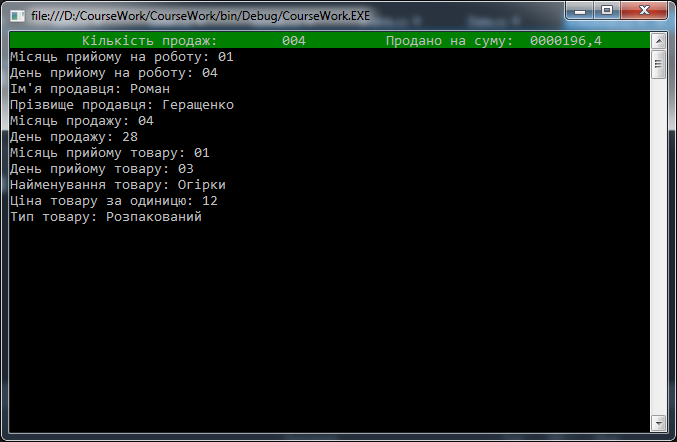 file:///D:/CourseWork/CourseWork/bin/Debug/CourseWork.EXE
Кількість продаж: 004 Продано на суму: 0000196,4
Місяць прийому на роботу: 01
День прийому на роботу: 04
Ім'я продавця: Роман
Прізвище продавця: Геращенко
Місяць продажу: 04
День продажу: 28
Місяць прийому товару: 01
День прийому товару: 03
Найменування товару: Огірки
Ціна товару за одиницю: 12
Тип товару: Розпакований